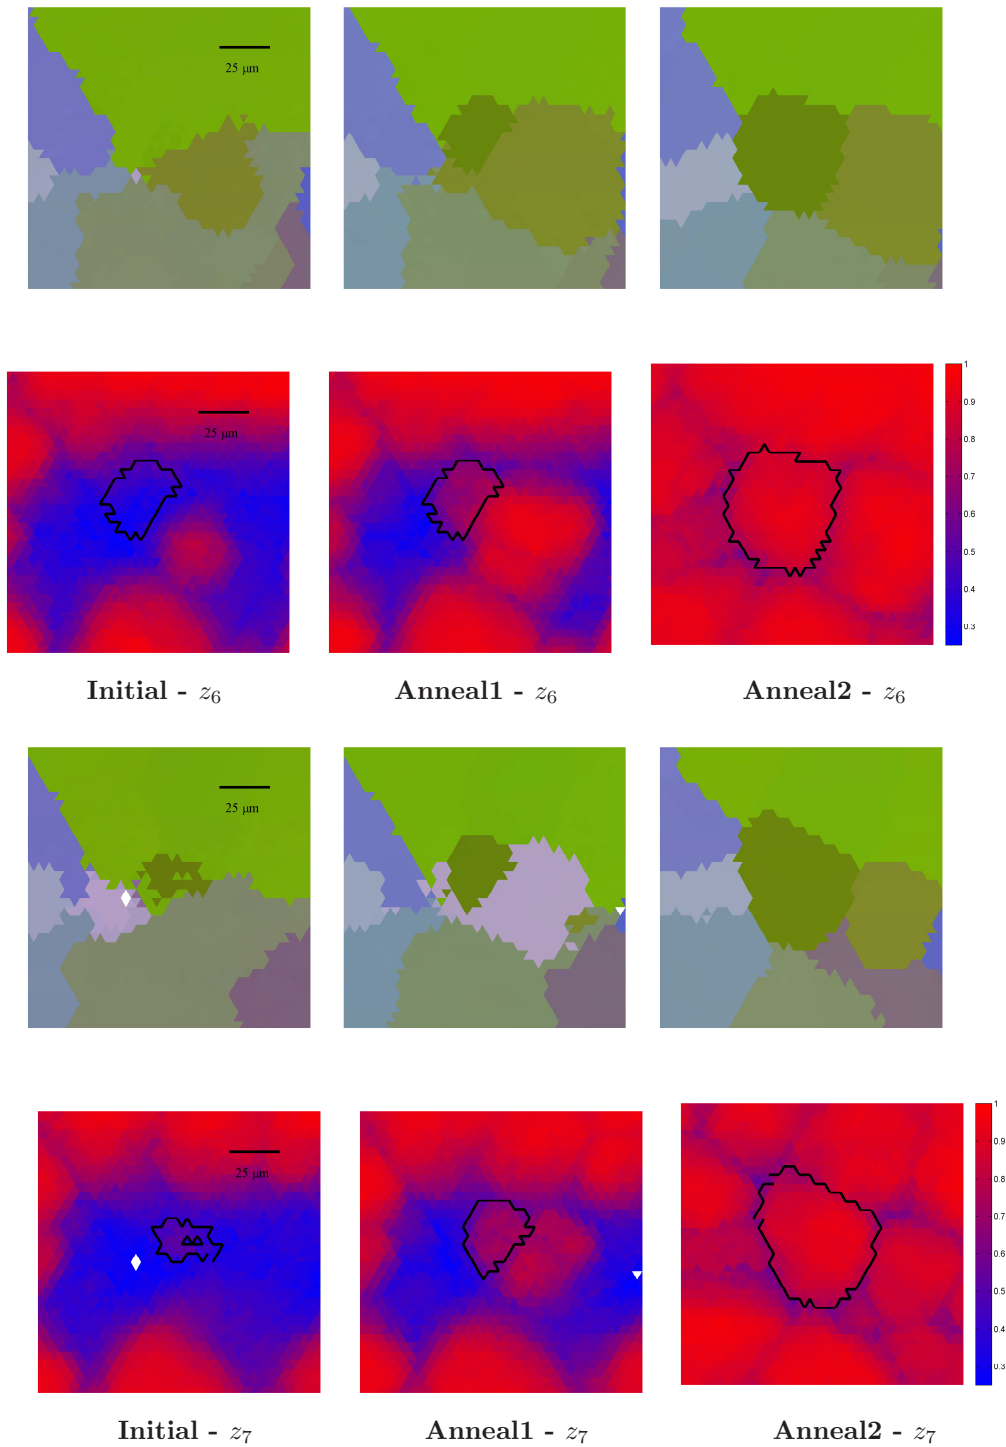 25 μm
25 μm
1
0.9
0.8
0.7
0.6
0.5
0.4
0.3
Initial - z₆
Anneal1 - z₆
Anneal2 - z₆
25 μm
25 μm
1
0.9
0.8
0.7
0.6
0.5
0.4
0.3
Initial - z₇
Anneal1 - z₇
Anneal2 - z₇